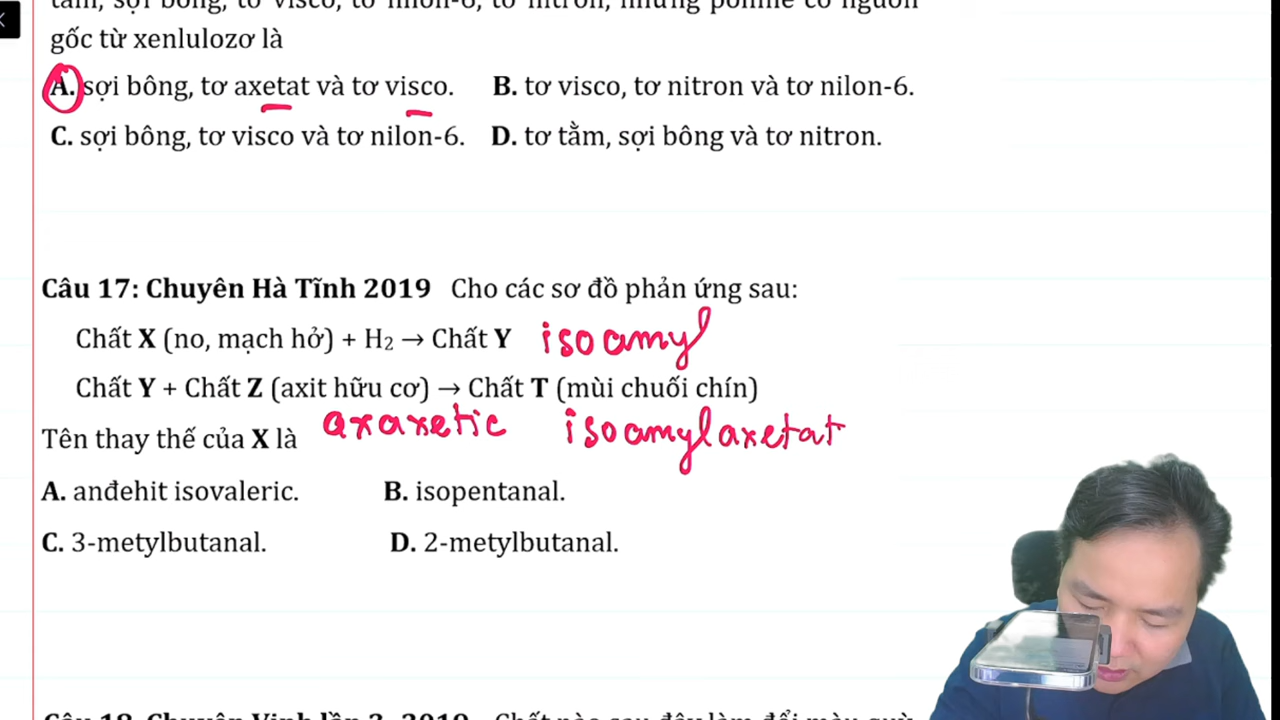 gốc từ xenlulozơ là
A. sợi bông, tơ axetat và tơ visco. B. tơ visco, tơ nitron và tơ nilon-6.
C. sợi bông, tơ visco và tơ nilon-6. D. tơ tằm, sợi bông và tơ nitron.
Câu 17: Chuyên Hà Tĩnh 2019 Cho các sơ đồ phản ứng sau:
Chất X (no, mạch hở) + H₂ → Chất Y isoamyl
Chất Y + Chất Z (axit hữu cơ) → Chất T (mùi chuối chín)
Tên thay thế của X là axaxetic isoamylaxetat
A. anđehit isovaleric. B. isopentanal.
C. 3-metylbutanal. D. 2-metylbutanal.